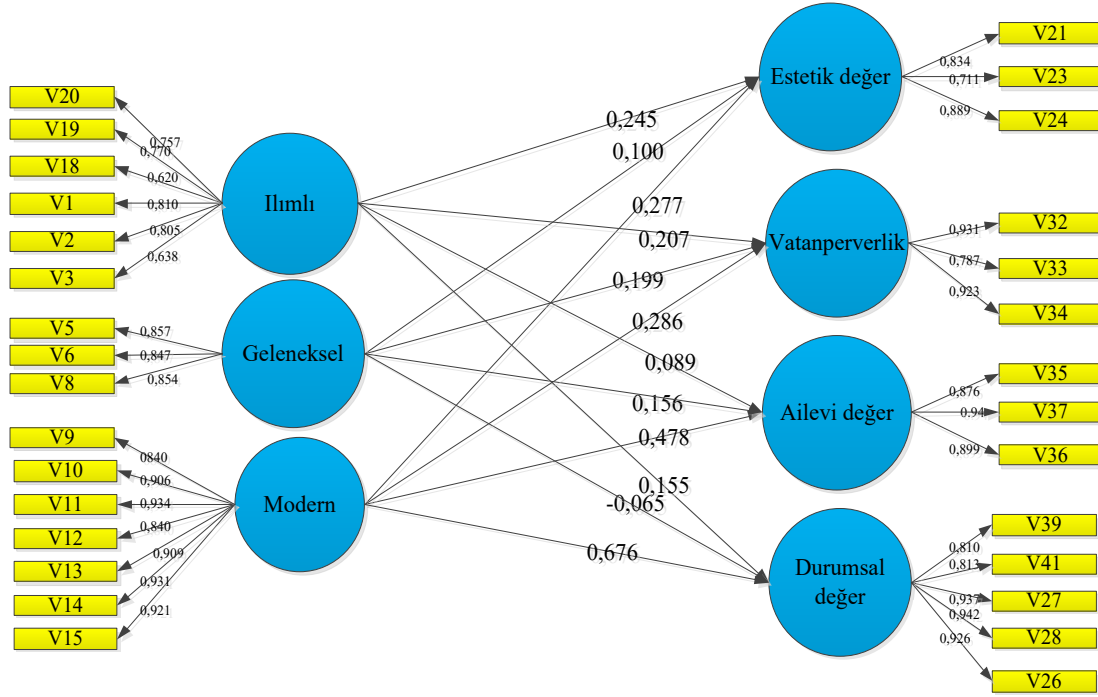 V20
V19
V18
V1
V2
V3
V5
V6
V8
V9
V10
V11
V12
V13
V14
V15
0,757
0,770
0,620
0,810
0,805
0,638
0,857
0,847
0,854
0840
0,906
0,934
0,840
0,909
0,931
0,921
Ilımlı
Geleneksel
Modern
0,245
0,100
0,277
0,207
0,199
0,286
0,089
0,156
0,478
0,155
-0,065
0,676
Estetik değer
Vatanperverlik
Ailevi değer
Durumsal
değer
0,834
0,711
0,889
0,931
0,787
0,923
0,876
0.94
0,899
0,810
0,813
0,937
0,942
0,926
V21
V23
V24
V32
V33
V34
V35
V37
V36
V39
V41
V27
V28
V26